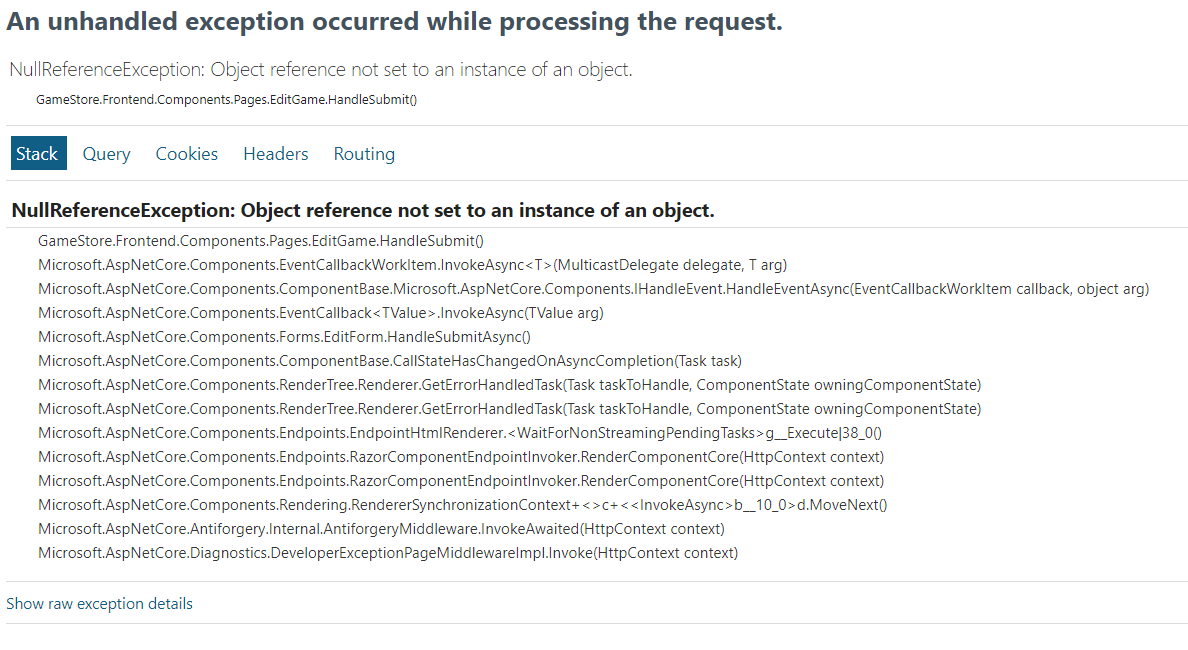 An unhandled exception occurred while processing the request.
NullReferenceException: Object reference not set to an instance of an object.
GameStore.Frontend.Components.Pages.EditGame.HandleSubmit()
Stack Query Cookies Headers Routing
NullReferenceException: Object reference not set to an instance of an object.
GameStore.Frontend.Components.Pages.EditGame.HandleSubmit()
Microsoft.AspNetCore.Components.EventCallbackWorkItem.InvokeAsync<T>(MulticastDelegate delegate, T arg)
Microsoft.AspNetCore.Components.ComponentBase.Microsoft.AspNetCore.Components.IHandleEvent.HandleEventAsync(EventCallbackWorkItem callback, object arg)
Microsoft.AspNetCore.Components.EventCallback<TValue>.InvokeAsync(TValue arg)
Microsoft.AspNetCore.Components.Forms.EditForm.HandleSubmitAsync()
Microsoft.AspNetCore.Components.ComponentBase.CallStateHasChangedOnAsyncCompletion(Task task)
Microsoft.AspNetCore.Components.RenderTree.Renderer.GetErrorHandledTask(Task taskToHandle, ComponentState owningComponentState)
Microsoft.AspNetCore.Components.RenderTree.Renderer.GetErrorHandledTask(Task taskToHandle, ComponentState owningComponentState)
Microsoft.AspNetCore.Components.Endpoints.EndpointHtmlRenderer.<WaitForNonStreamingPendingTasks>g__Execute|38_0()
Microsoft.AspNetCore.Components.Endpoints.RazorComponentEndpointInvoker.RenderComponentCore(HttpContext context)
Microsoft.AspNetCore.Components.Endpoints.RazorComponentEndpointInvoker.RenderComponentCore(HttpContext context)
Microsoft.AspNetCore.Components.Rendering.RendererSynchronizationContext+<>c+<<InvokeAsync>b__10_0>d.MoveNext()
Microsoft.AspNetCore.Antiforgery.Internal.AntiforgeryMiddleware.InvokeAwaited(HttpContext context)
Microsoft.AspNetCore.Diagnostics.DeveloperExceptionPageMiddlewareImpl.Invoke(HttpContext context)
Show raw exception details